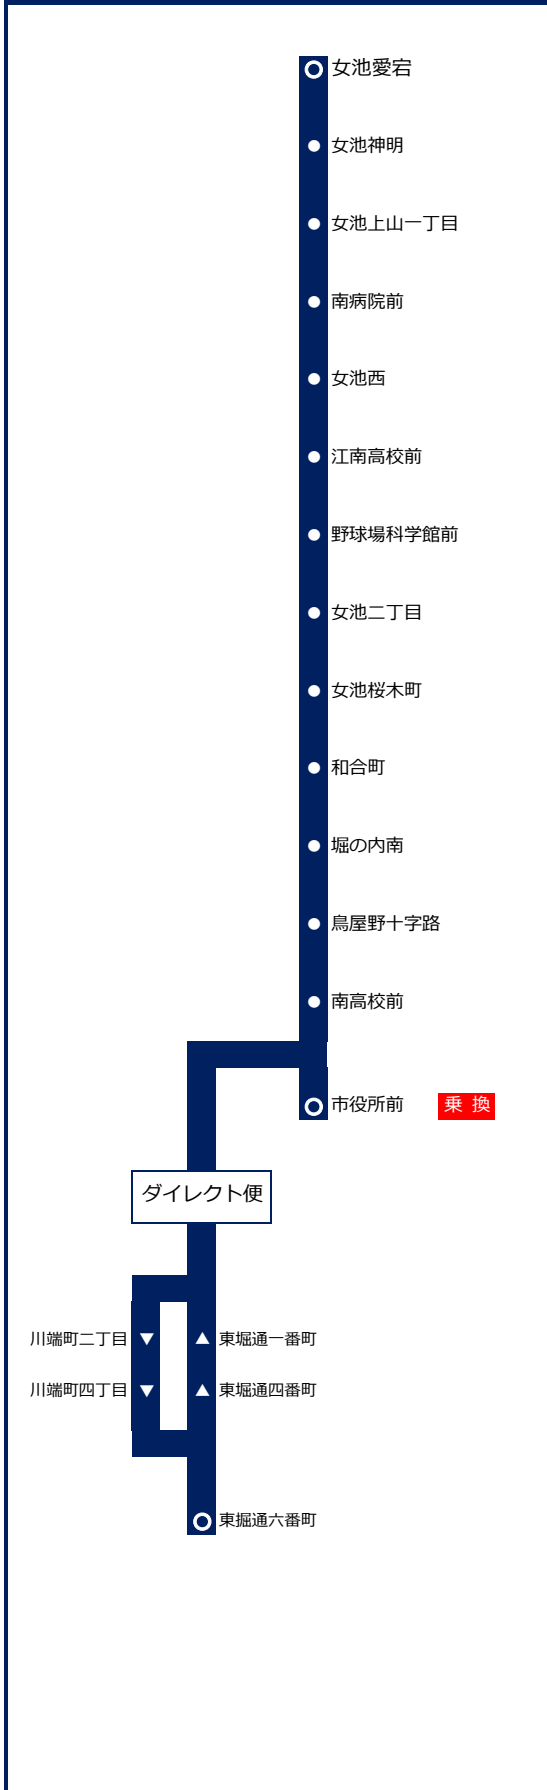 女池愛宕
女池神明
女池上山一丁目
南病院前
女池西
江南高校前
野球場科学館前
女池二丁目
女池桜木町
和合町
堀の内南
鳥屋野十字路
南高校前
市役所前 乗換
ダイレクト便
川端町二丁目 ▼ ▲ 東堀通一番町
川端町四丁目 ▼ ▲ 東堀通四番町
東掘通六番町